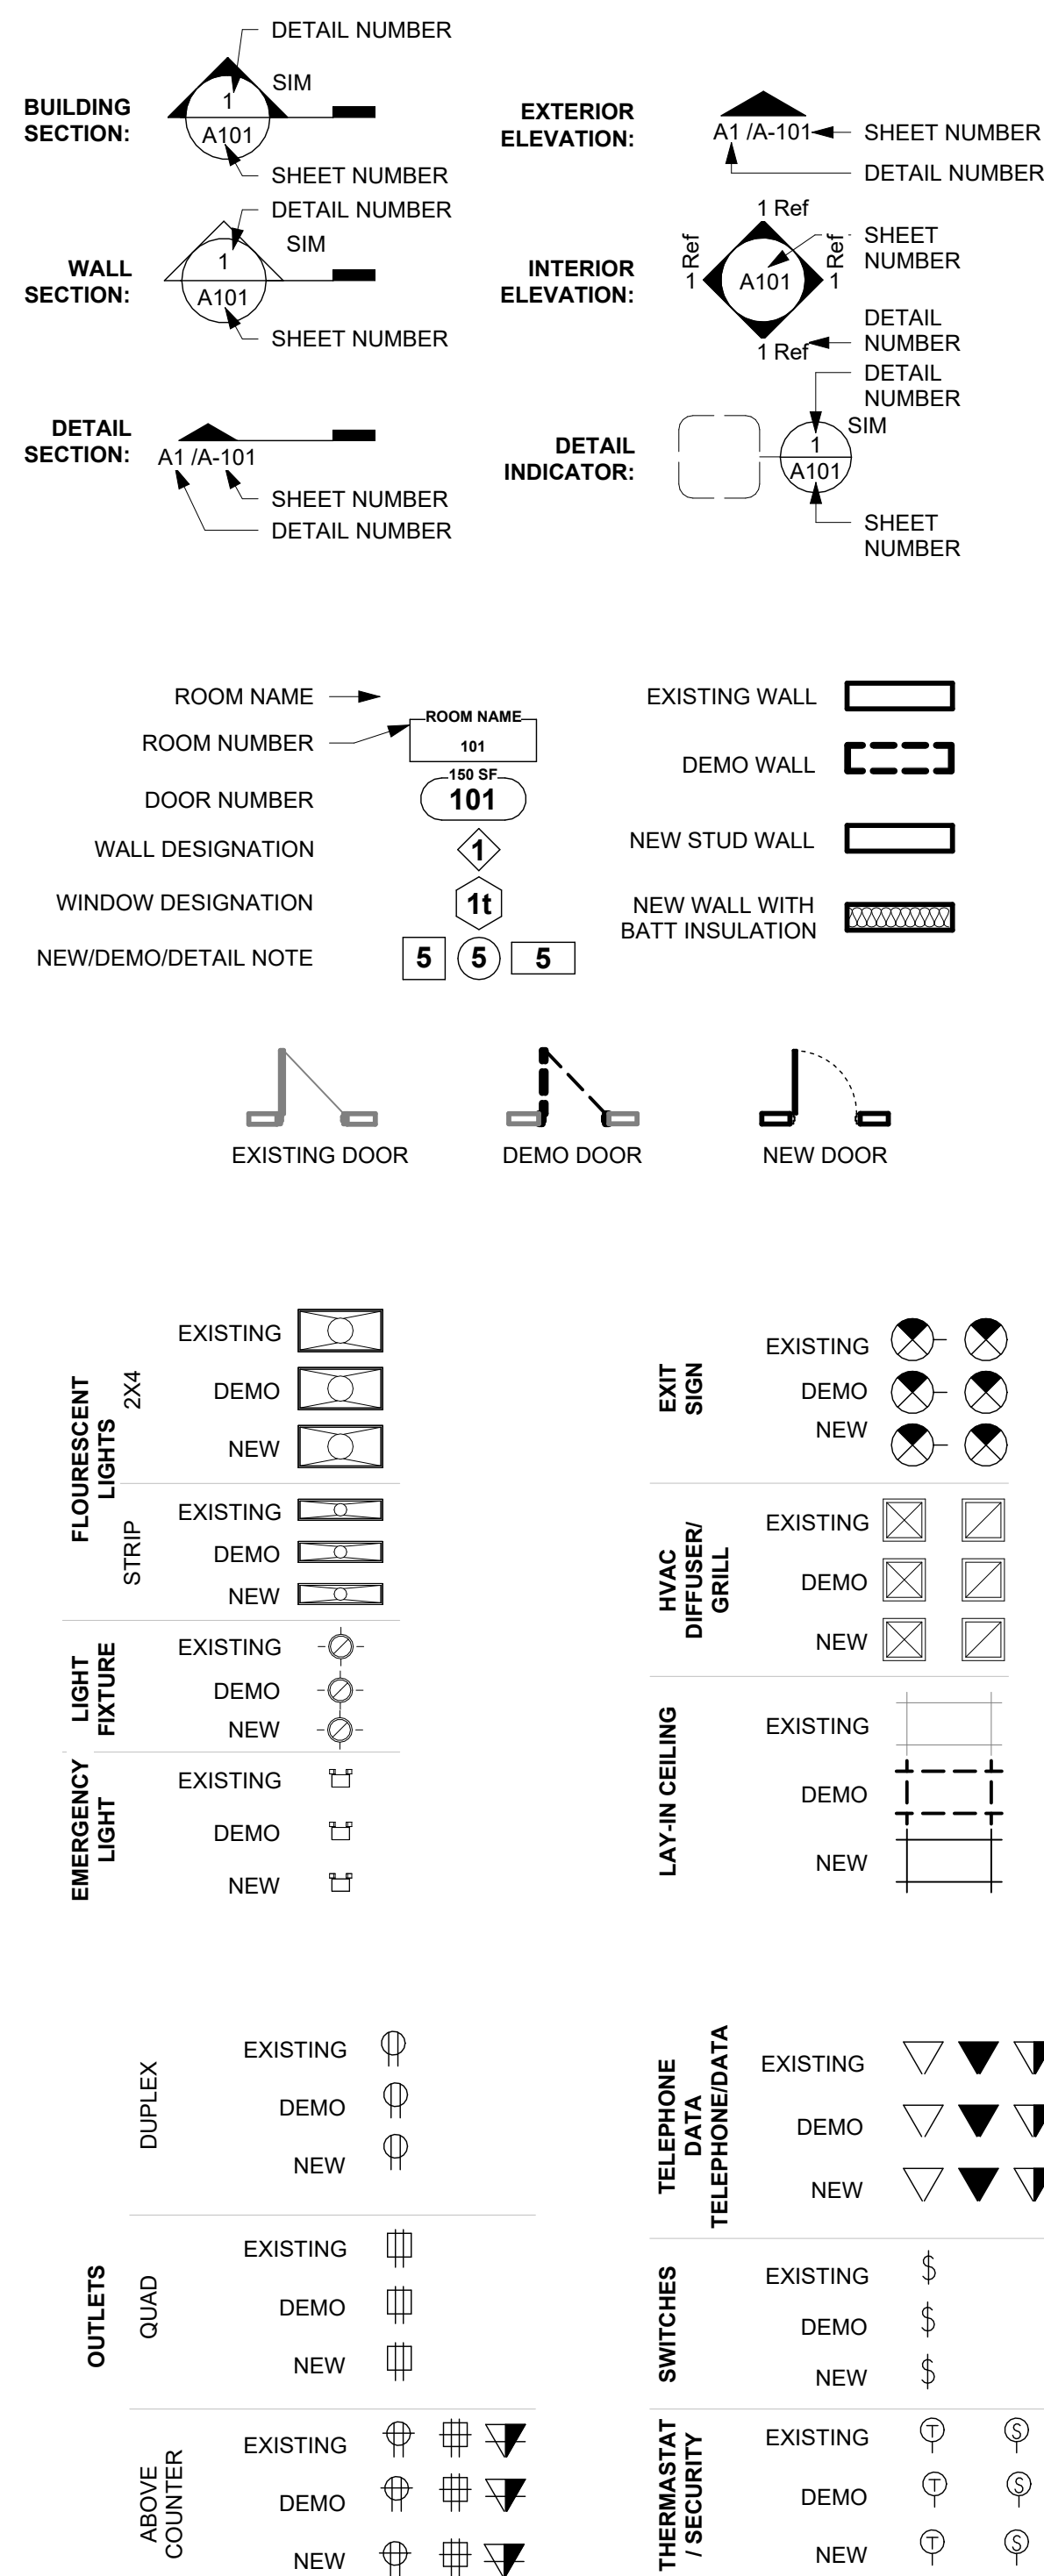 DETAIL NUMBER
SIM
BUILDING
SECTION:
1
A101
SHEET NUMBER
EXTERIOR
ELEVATION:
A1 /A-101
SHEET NUMBER
DETAIL NUMBER
DETAIL NUMBER
SIM
WALL
SECTION:
1
A101
SHEET NUMBER
1 Ref
1 Ref
INTERIOR
ELEVATION:
A101
1 Ref
SHEET
NUMBER
1 Ref
DETAIL
NUMBER
DETAIL
SECTION:
A1 /A-101
SHEET NUMBER
DETAIL NUMBER
DETAIL
NUMBER
SIM
DETAIL
INDICATOR:
1
A101
SHEET
NUMBER
ROOM NAME
ROOM NUMBER
ROOM NAME
101
150 SF
DOOR NUMBER
101
WALL DESIGNATION
1
WINDOW DESIGNATION
1t
NEW/DEMO/DETAIL NOTE
5 5 5
EXISTING WALL
DEMO WALL
NEW STUD WALL
NEW WALL WITH
BATT INSULATION
EXISTING DOOR
DEMO DOOR
NEW DOOR
FLOURESCENT
LIGHTS
2X4
EXISTING
DEMO
NEW
STRIP
EXISTING
DEMO
NEW
LIGHT
FIXTURE
EXISTING
DEMO
NEW
EMERGENCY
LIGHT
EXISTING
DEMO
NEW
EXIT
SIGN
EXISTING
DEMO
NEW
HVAC
DIFFUSER/
GRILL
EXISTING
DEMO
NEW
LAY-IN CEILING
EXISTING
DEMO
NEW
OUTLETS
DUPLEX
EXISTING
DEMO
NEW
QUAD
EXISTING
DEMO
NEW
ABOVE
COUNTER
EXISTING
DEMO
NEW
TELEPHONE
DATA
TELEPHONE/DATA
EXISTING
DEMO
NEW
SWITCHES
EXISTING $
DEMO $
NEW $
THERMASTAT
/ SECURITY
EXISTING T S
DEMO T S
NEW T S